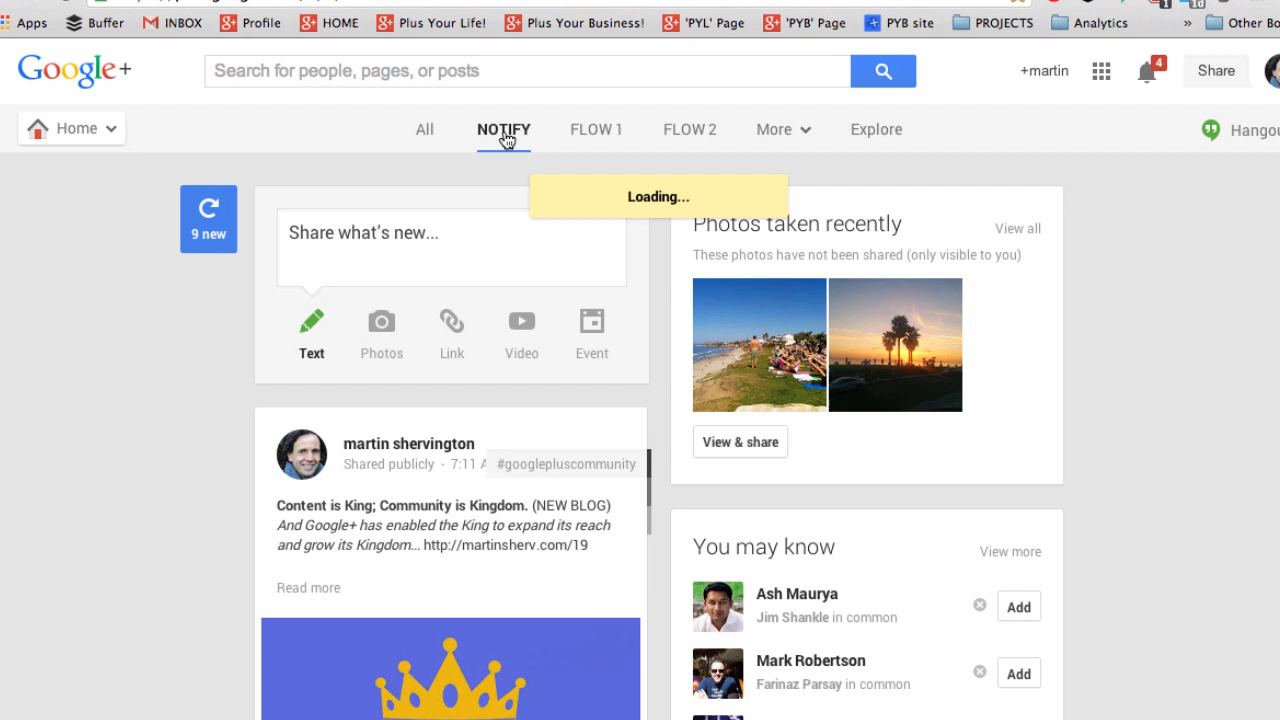 Apps Buffer INBOX Profile HOME Plus Your Life! Plus Your Business! 'PYL' Page 'PYB' Page PYB site PROJECTS Analytics » Other Bo
Google+ Search for people, pages, or posts +martin 4 Share
Home All NOTIFY FLOW 1 FLOW 2 More Explore Hangou
Loading...
9 new
Share what's new...
Text Photos Link Video Event
Photos taken recently View all
These photos have not been shared (only visible to you)
View & share
martin shervington
Shared publicly - 7:11 A #googlepluscommunity
Content is King; Community is Kingdom. (NEW BLOG)
And Google+ has enabled the King to expand its reach
and grow its Kingdom... http://martinsherv.com/19
Read more
You may know View more
Ash Maurya
Jim Shankle in common Add
Mark Robertson
Farinaz Parsay in common Add